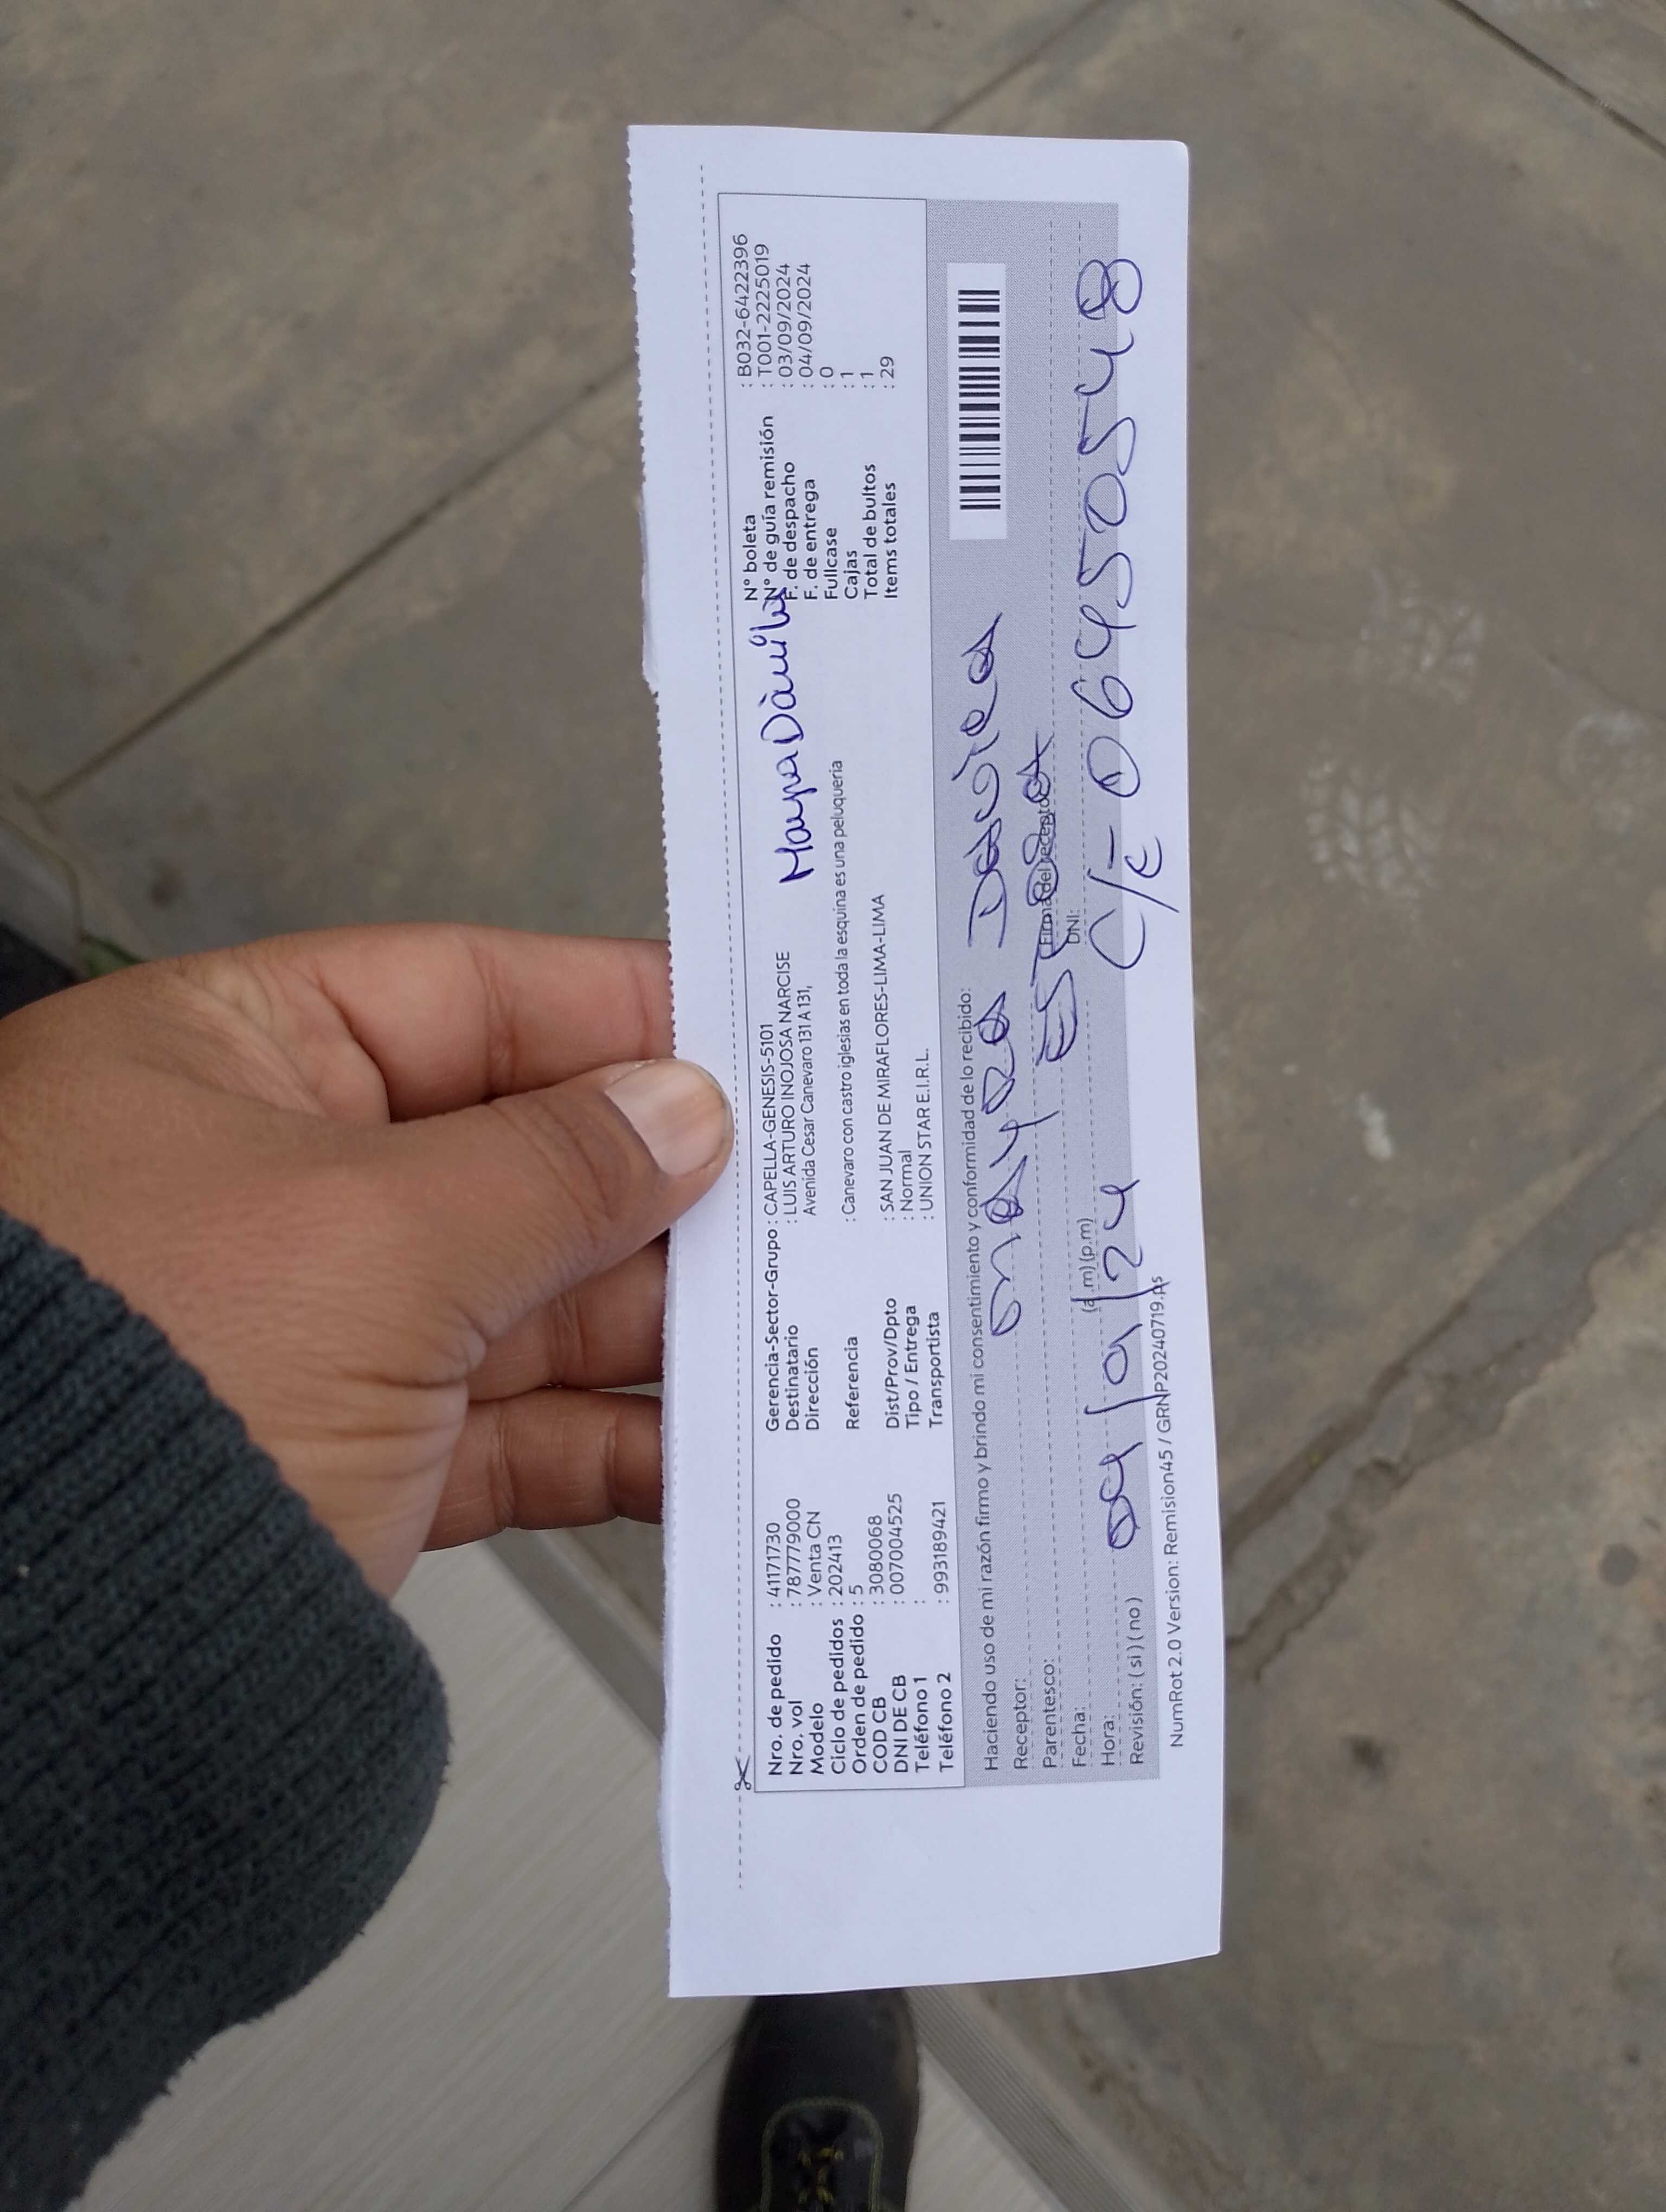 Nro. de pedido : 41171730
Nro. vol : 787779000
Modelo : Venta CN
Ciclo de pedidos : 202413
Orden de pedido : 5
COD CB : 3080068
DNI DE CB : 007004525
Teléfono 1 :
Teléfono 2 : 993189421
Gerencia-Sector-Grupo : CAPELLA-GENESIS-5101
Destinatario : LUIS ARTURO INOJOSA NARCISE
Dirección Avenida Cesar Canevaro 131 A 131,
Referencia : Canevaro con castro iglesias en toda la esquina es una peluqueria
Dist/Prov/Dpto : SAN JUAN DE MIRAFLORES-LIMA-LIMA
Tipo / Entrega : Normal
Transportista : UNION STAR E.I.R.L.
Mayra Dàvila
N° boleta : B032-6422396
N° de guía remisión : T001-2225019
F. de despacho : 03/09/2024
F. de entrega : 04/09/2024
Fullcase : 0
Cajas : 1
Total de bultos : 1
Items totales : 29
Haciendo uso de mi razón firmo y brindo mi consentimiento y conformidad de lo recibido:
Receptor: mayra Davila
Parentesco:
Firma del receptor
Fecha: 04/9/24
DNI: C/E-06450548
Hora: (a.m) (p.m)
Revisión: ( si ) ( no )
NumRot 2.0 Version: Remision45 / GRNP20240719.ps